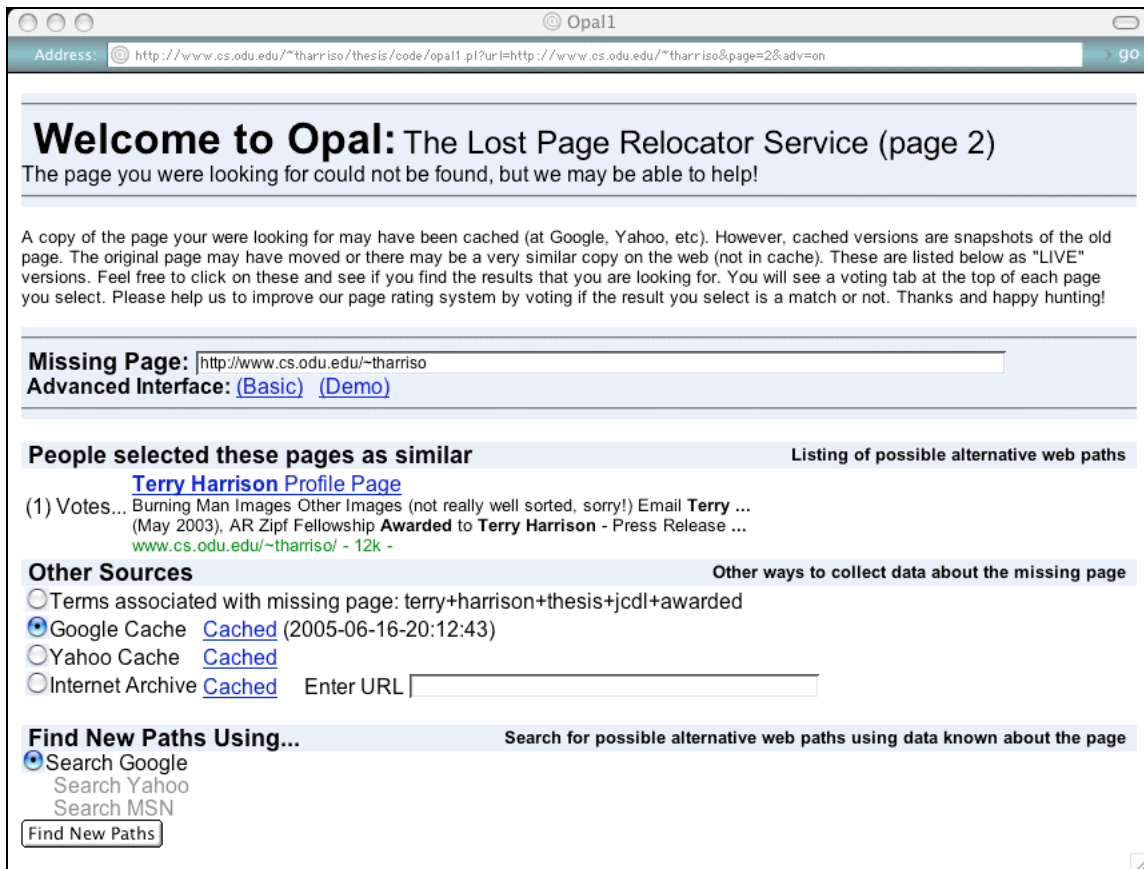 @ Opal1
Address: @ http://www.cs.odu.edu/~tharriso/thesis/code/opal1.pl?url=http://www.cs.odu.edu/~tharriso&page=2&adv=on go
Welcome to Opal: The Lost Page Relocator Service (page 2)
The page you were looking for could not be found, but we may be able to help!
A copy of the page your were looking for may have been cached (at Google, Yahoo, etc). However, cached versions are snapshots of the old
page. The original page may have moved or there may be a very similar copy on the web (not in cache). These are listed below as "LIVE"
versions. Feel free to click on these and see if you find the results that you are looking for. You will see a voting tab at the top of each page
you select. Please help us to improve our page rating system by voting if the result you select is a match or not. Thanks and happy hunting!
Missing Page: http://www.cs.odu.edu/~tharriso
Advanced Interface: (Basic) (Demo)
People selected these pages as similar Listing of possible alternative web paths
Terry Harrison Profile Page
(1) Votes... Burning Man Images Other Images (not really well sorted, sorry!) Email Terry ...
(May 2003), AR Zipf Fellowship Awarded to Terry Harrison - Press Release ...
www.cs.odu.edu/~tharriso/ - 12k -
Other Sources Other ways to collect data about the missing page
Terms associated with missing page: terry+harrison+thesis+jcdl+awarded
Google Cache Cached (2005-06-16-20:12:43)
Yahoo Cache Cached
Internet Archive Cached Enter URL
Find New Paths Using... Search for possible alternative web paths using data known about the page
Search Google
Search Yahoo
Search MSN
Find New Paths